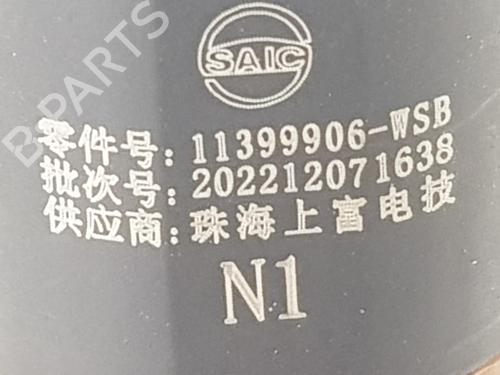 SAIC
零件号: 11399906-WSB
批次号: 202212071638
供应商: 珠海上富电技
N1
BPARTS